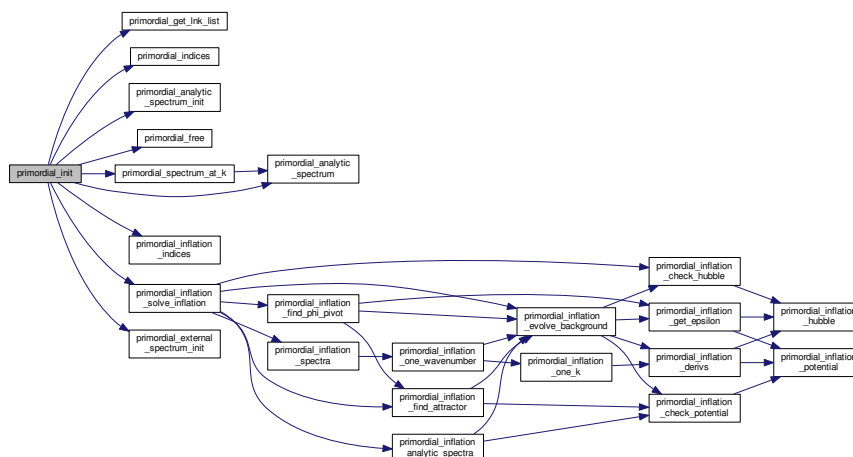 primordial_get_lnk_list
primordial_indices
primordial_analytic
_spectrum_init
primordial_free
primordial_init
primordial_spectrum_at_k
primordial_analytic
_spectrum
primordial_inflation
_indices
primordial_inflation
_solve_inflation
primordial_external
_spectrum_init
primordial_inflation
_find_phi_pivot
primordial_inflation
_spectra
primordial_inflation
_one_wavenumber
primordial_inflation
_find_attractor
primordial_inflation
_analytic_spectra
primordial_inflation
_evolve_background
primordial_inflation
_one_k
primordial_inflation
_check_hubble
primordial_inflation
_get_epsilon
primordial_inflation
_derivs
primordial_inflation
_check_potential
primordial_inflation
_hubble
primordial_inflation
_potential